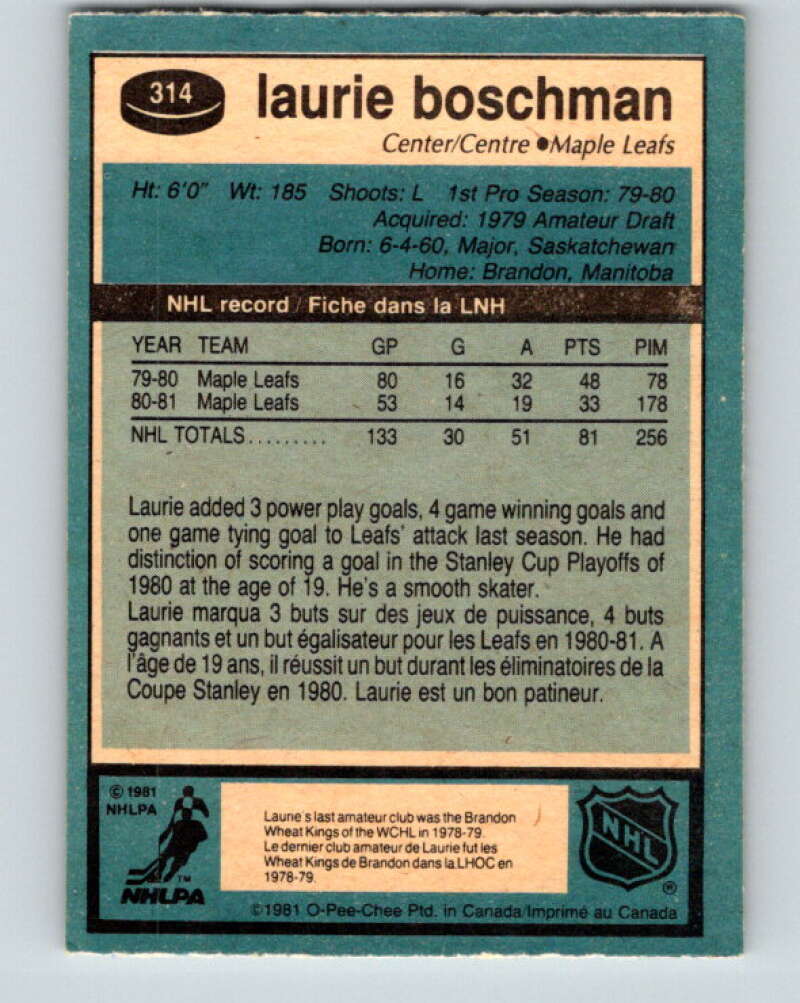 314
laurie boschman
Center/Centre ●Maple Leafs
Ht: 6'0" Wt: 185 Shoots: L 1st Pro Season: 79-80
Acquired: 1979 Amateur Draft
Born: 6-4-60, Major, Saskatchewan
Home: Brandon, Manitoba
NHL record / Fiche dans la LNH
YEAR TEAM GP G A PTS PIM
79-80 Maple Leafs 80 16 32 48 78
80-81 Maple Leafs 53 14 19 33 178
NHL TOTALS......... 133 30 51 81 256
Laurie added 3 power play goals, 4 game winning goals and
one game tying goal to Leafs' attack last season. He had
distinction of scoring a goal in the Stanley Cup Playoffs of
1980 at the age of 19. He's a smooth skater.
Laurie marqua 3 buts sur des jeux de puissance, 4 buts
gagnants et un but égalisateur pour les Leafs en 1980-81. A
l'âge de 19 ans, il réussit un but durant les éliminatoires de la
Coupe Stanley en 1980. Laurie est un bon patineur.
© 1981
NHLPA
TM
NHLPA
Laurie's last amateur club was the Brandon
Wheat Kings of the WCHL in 1978-79.
Le dernier club amateur de Laurie fut les
Wheat Kings de Brandon dans la LHOC en
1978-79.
NHL
®
©1981 O-Pee-Chee Ptd. in Canada/Imprimé au Canada